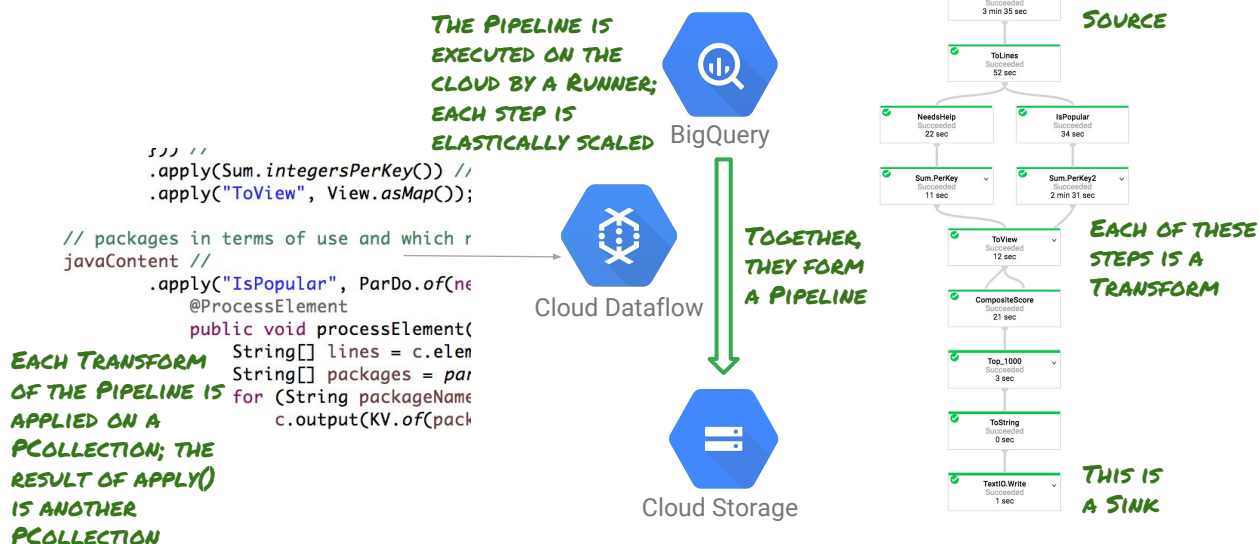 THE PIPELINE IS
EXECUTED ON THE
CLOUD BY A RUNNER;
EACH STEP IS
ELASTICALLY SCALED
BigQuery
})) //
.apply(Sum.integersPerKey()) //
.apply("ToView", View.asMap());
// packages in terms of use and which
javaContent //
.apply("IsPopular", ParDo.of(
@ProcessElement
public void processElement(
String[] lines = c.elem
String[] packages = par
for (String packageName
c.output(KV.of(pack
EACH TRANSFORM
OF THE PIPELINE IS
APPLIED ON A
PCOLLECTION; THE
RESULT OF APPLY()
IS ANOTHER
PCOLLECTION
Cloud Dataflow
TOGETHER,
THEY FORM
A PIPELINE
Cloud Storage
Succeeded
3 min 35 sec
SOURCE
ToLines
Succeeded
52 sec
NeedsHelp
Succeeded
22 sec
IsPopular
Succeeded
34 sec
Sum.PerKey
Succeeded
11 sec
Sum.PerKey2
Succeeded
2 min 31 sec
ToView
Succeeded
12 sec
EACH OF THESE
STEPS IS A
TRANSFORM
CompositeScore
Succeeded
21 sec
Top_1000
Succeeded
3 sec
ToString
Succeeded
0 sec
TextIO.Write
Succeeded
1 sec
THIS IS
A SINK